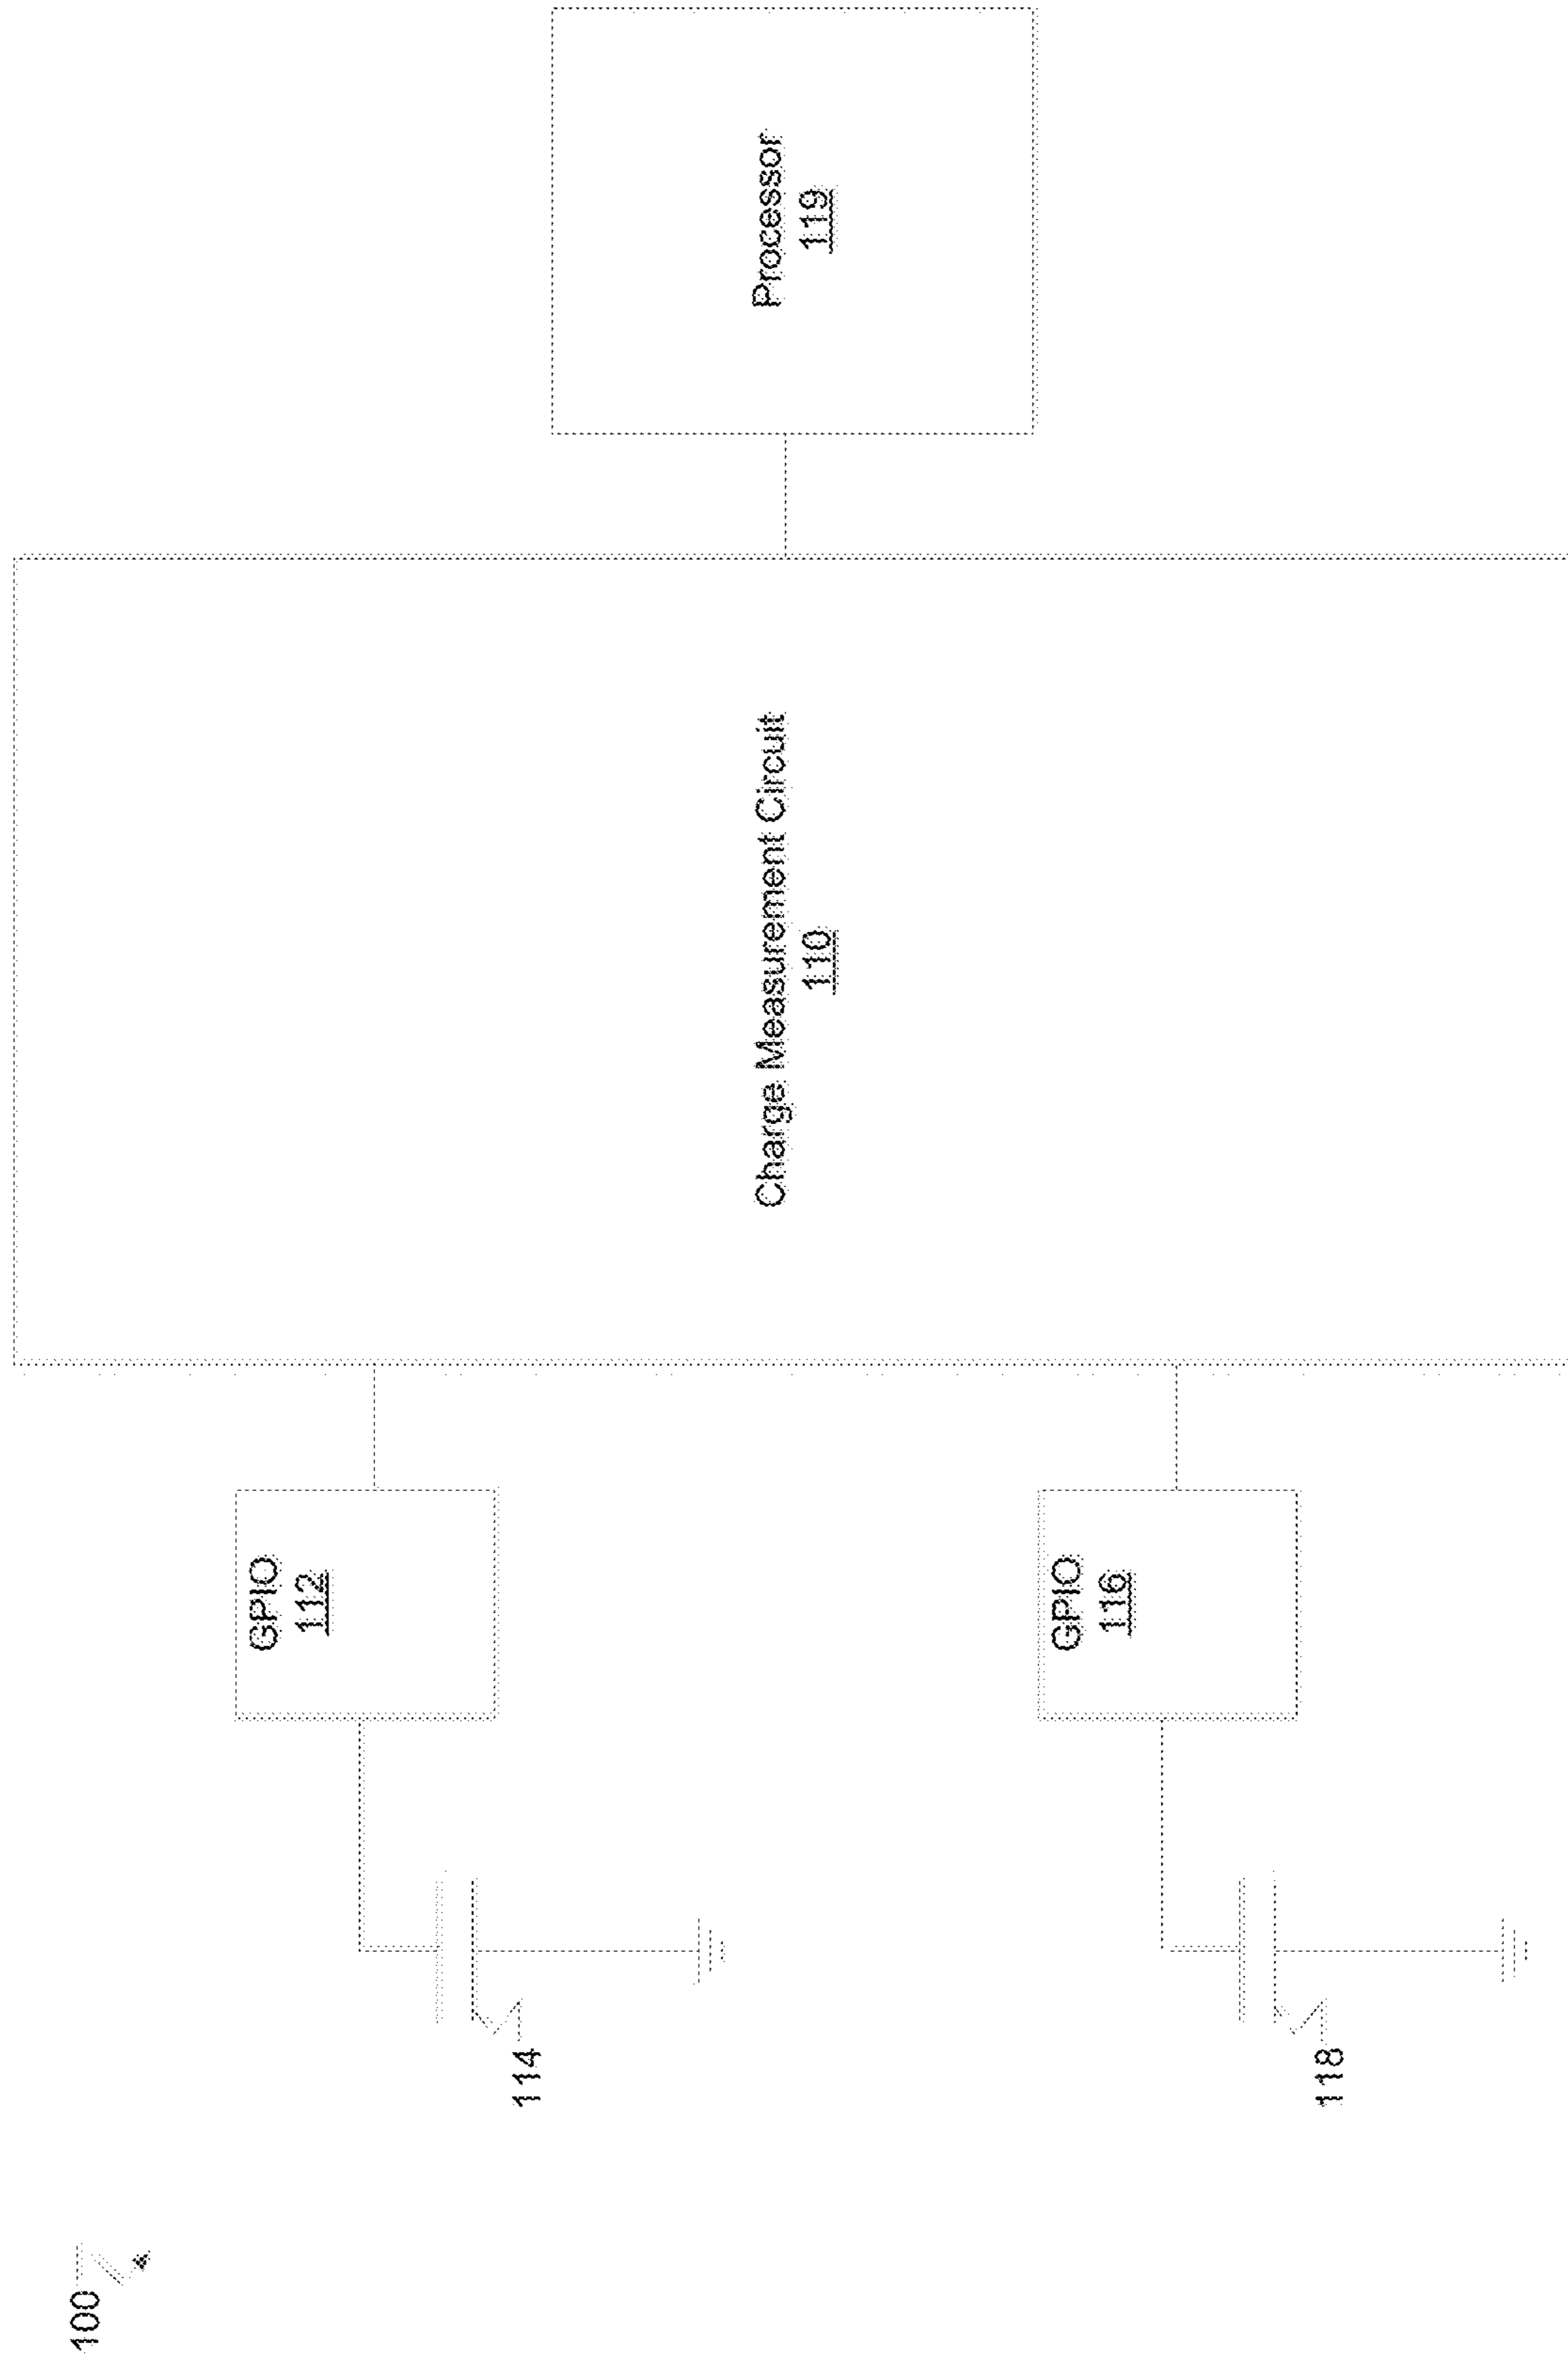 100
114
GPIO
112
118
GPIO
116
Charge Measurement Circuit
110
Processor
119